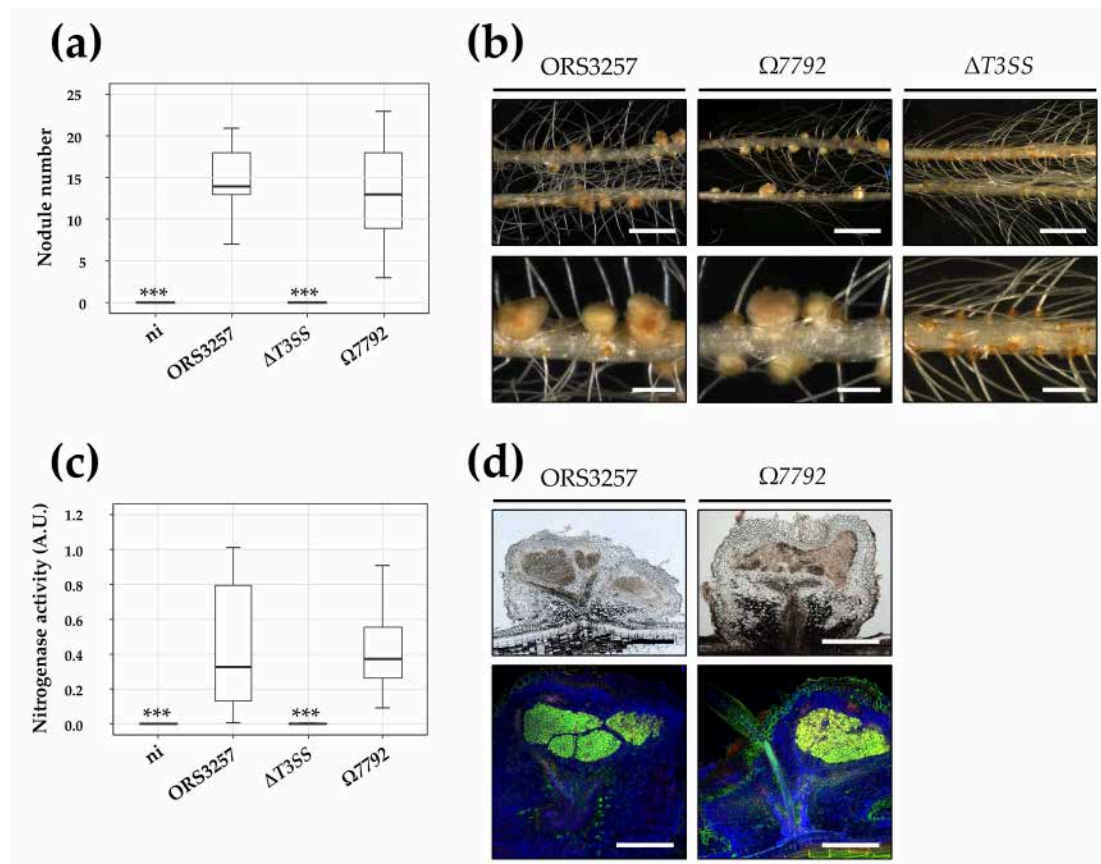 (a)
Nodule number
25
20
15
10
5
0
***
***
ni
ORS3257
ΔT3SS
Ω7792
(b)
ORS3257
Ω7792
ΔT3SS
(c)
Nitrogenase activity (A.U.)
1.2
1.0
0.8
0.6
0.4
0.2
0.0
***
***
ni
ORS3257
ΔT3SS
Ω7792
(d)
ORS3257
Ω7792